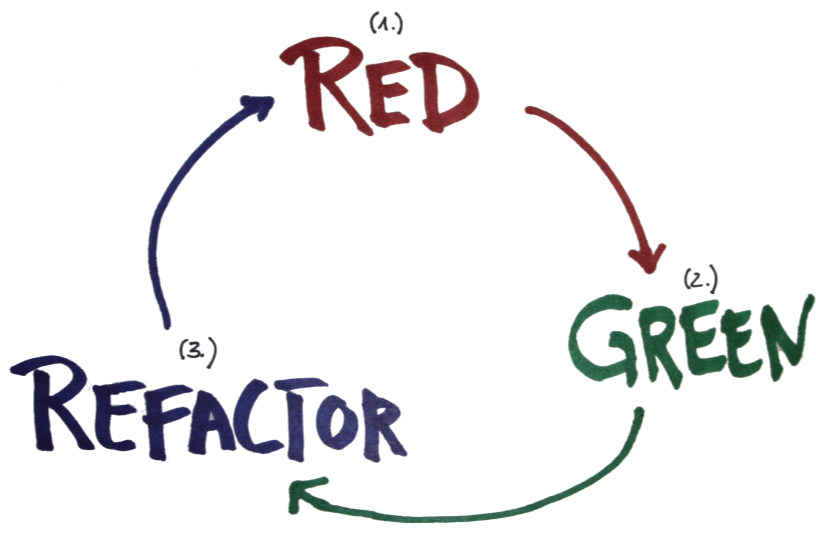 (1.)
RED
(2.)
GREEN
(3.)
REFACTOR